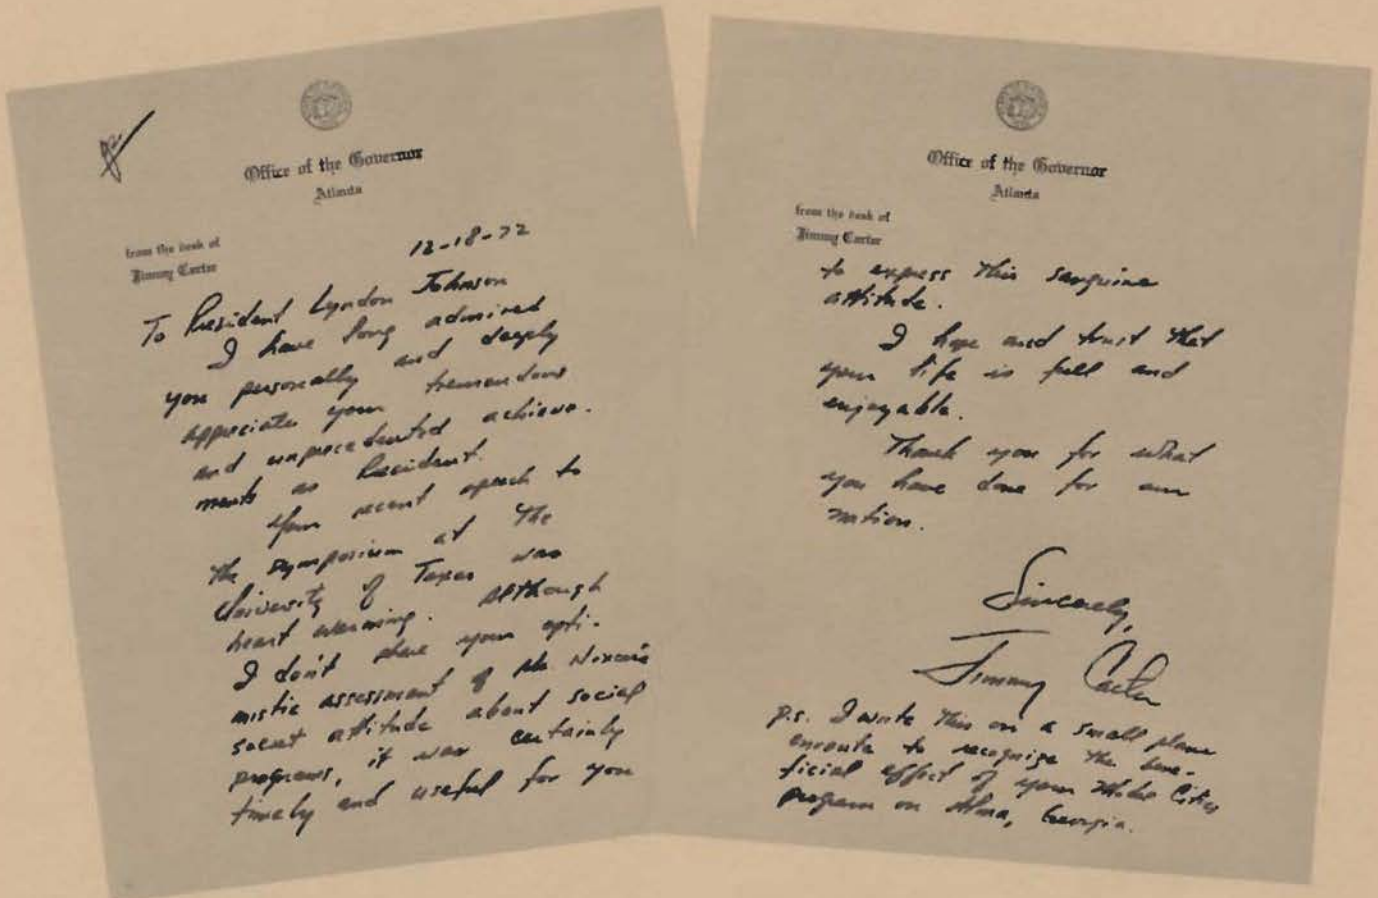 Office of the Governor
Atlanta
from the desk of
Jimmy Carter
12-18-72
To President Lyndon Johnson
I have long admired
you personally and deeply
appreciate your tremendous
and unprecedented achieve-
ments as President.
Your recent speech to
the symposium at the
University of Texas was
heart warming. Although
I don't share your opti-
mistic assessment of Mr Nixon's
secret attitude about social
programs, it was certainly
timely and useful for you
Office of the Governor
Atlanta
from the desk of
Jimmy Carter
to express this sanguine
attitude.
I hope and trust that
your life is full and
enjoyable.
Thank you for what
you have done for our
nation.
Sincerely,
Jimmy Carter
p.s. I wrote this on a small plane
enroute to recognize the bene-
ficial effect of your Model Cities
program on Alma, Georgia.